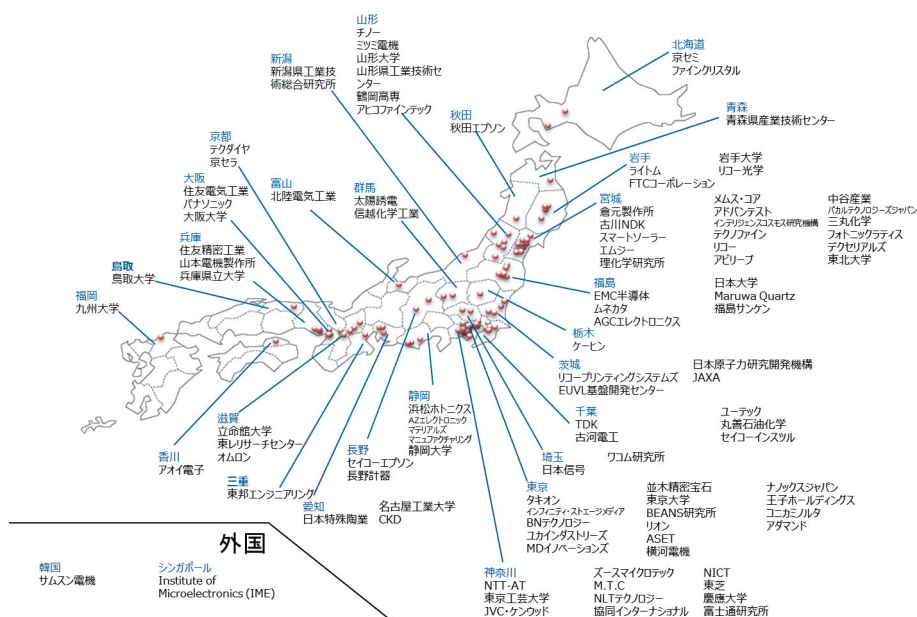 山形
チノー
ミツミ電機
山形大学
山形県工業技術セ
ンター
鶴岡高専
アヒコファインテック
新潟
新潟県工業技
術総合研究所
北海道
京セミ
ファインクリスタル
秋田
秋田エプソン
青森
青森県産業技術センター
京都
テクダイヤ
京セラ
大阪
住友電気工業
パナソニック
大阪大学
富山
北陸電気工業
群馬
太陽誘電
信越化学工業
岩手
ライトム
FTCコーポレーション
岩手大学
リコー光学
宮城
倉元製作所
古川NDK
スマートソーラー
エムシー
理化学研究所
メムス・コア
アドバンテスト
インテリジェンスコスモス研究機構
テクノファイン
リコー
アピリーブ
中谷産業
バカルテクノロジーズジャパン
三丸化学
フォトニックラティス
デクセリアルズ
東北大学
兵庫
住友精密工業
山本電機製作所
兵庫県立大学
鳥取
鳥取大学
福岡
九州大学
福島
EMC半導体
ムネカタ
AGCエレクトロニクス
日本大学
Maruwa Quartz
福島サンケン
栃木
ケーヒン
茨城
リコープリンティングシステムズ
EUVL基盤開発センター
日本原子力研究開発機構
JAXA
千葉
TDK
古河電工
ユーテック
丸善石油化学
セイコーインスツル
埼玉
日本信号
ワコム研究所
静岡
浜松ホトニクス
AZエレクトロニック
マテリアルズ
マニュファクチャリング
静岡大学
滋賀
立命館大学
東レリサーチセンター
オムロン
香川
アオイ電子
長野
セイコーエプソン
長野計器
三重
東邦エンジニアリング
愛知
日本特殊陶業
名古屋工業大学
CKD
東京
タキオン
インフィニティ・ステージメディア
BNテクノロジー
ユカインダストリーズ
MDイノベーションズ
並木精密宝石
東京大学
BEANS研究所
リオン
ASET
横河電機
ナノックスジャパン
王子ホールディングス
コニカミノルタ
アダマンド
神奈川
NTT-AT
東京工芸大学
JVC・ケンウッド
ズースマイクロテック
M.T.C
NLTテクノロジー
協同インターナショナル
NICT
東芝
慶應大学
富士通研究所
外国
韓国
サムスン電機
シンガポール
Institute of
Microelectronics (IME)